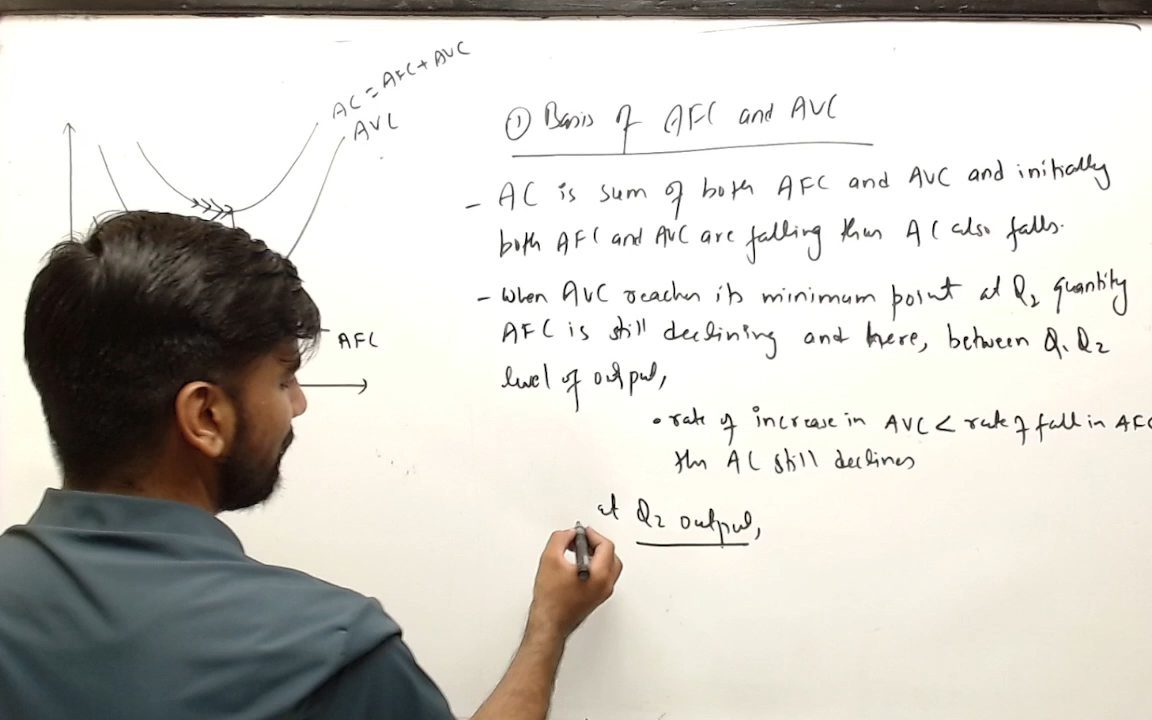 AC = AFC + AVC
AVC
AFC
① Basis of AFC and AVC
- AC is sum of both AFC and AVC and initially
both AFC and AVC are falling thus AC also falls.
- When AVC reaches its minimum point at Q2 quantity
AFC is still declining and here, between Q1 Q2
level of output,
• rate of increase in AVC < rate of fall in AFC
thus AC still declines
at Q2 output,